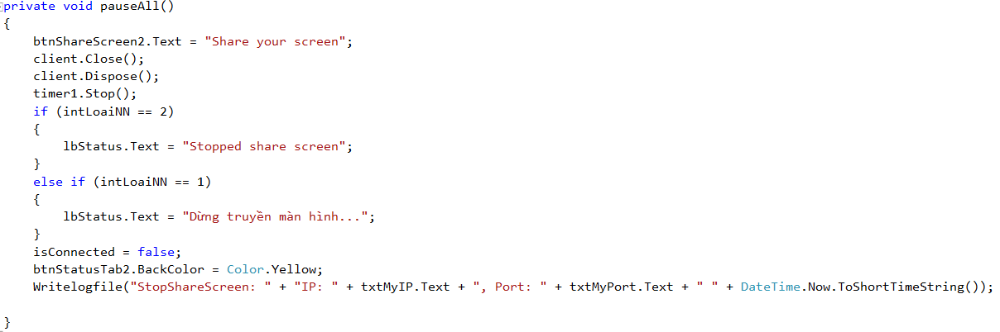 private void pauseAll()
{
    btnShareScreen2.Text = "Share your screen";
    client.Close();
    client.Dispose();
    timer1.Stop();
    if (intLoaiNN == 2)
    {
        lbStatus.Text = "Stopped share screen";
    }
    else if (intLoaiNN == 1)
    {
        lbStatus.Text = "Dừng truyền màn hình...";
    }
    isConnected = false;
    btnStatusTab2.BackColor = Color.Yellow;
    Writelogfile("StopShareScreen: " + "IP: " + txtMyIP.Text + ", Port: " + txtMyPort.Text + " " + DateTime.Now.ToShortTimeString());
}